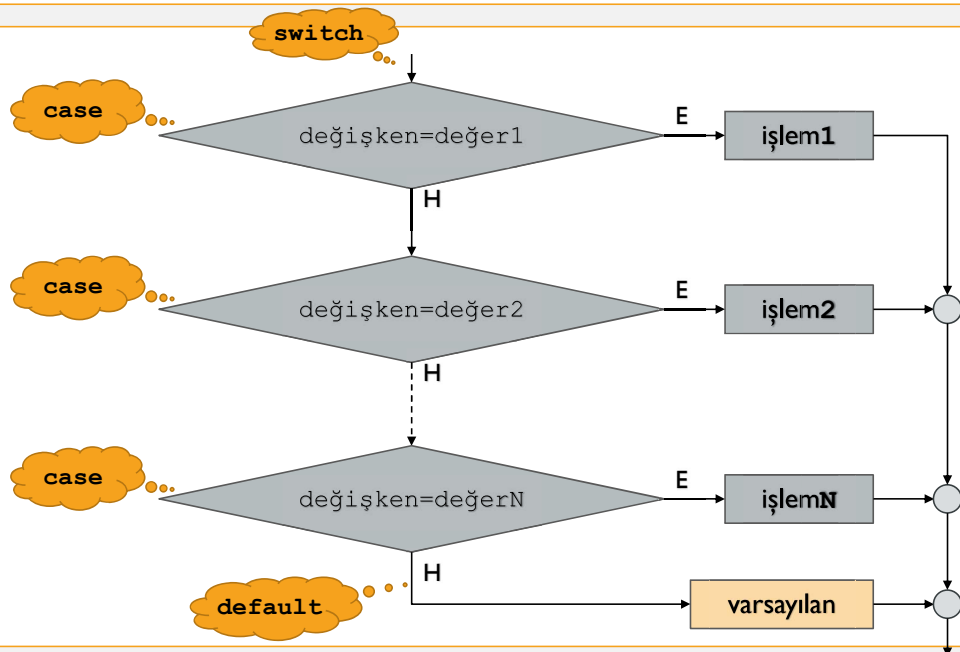 switch
case
değişken=değer1
E
işlem1
H
case
değişken=değer2
E
işlem2
H
case
değişken=değerN
E
işlemN
H
default
varsayılan